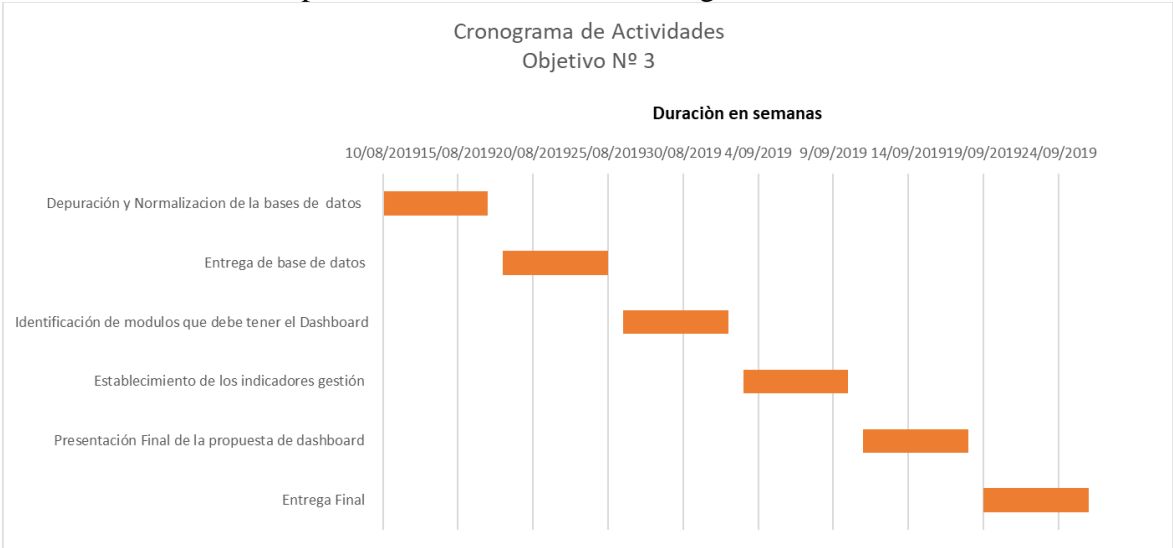 Cronograma de Actividades
Objetivo Nº 3
Duraciòn en semanas
10/08/2019 15/08/2019 20/08/2019 25/08/2019 30/08/2019 4/09/2019 9/09/2019 14/09/2019 19/09/2019 24/09/2019
Depuración y Normalizacion de la bases de datos
Entrega de base de datos
Identificación de modulos que debe tener el Dashboard
Establecimiento de los indicadores gestión
Presentación Final de la propuesta de dashboard
Entrega Final